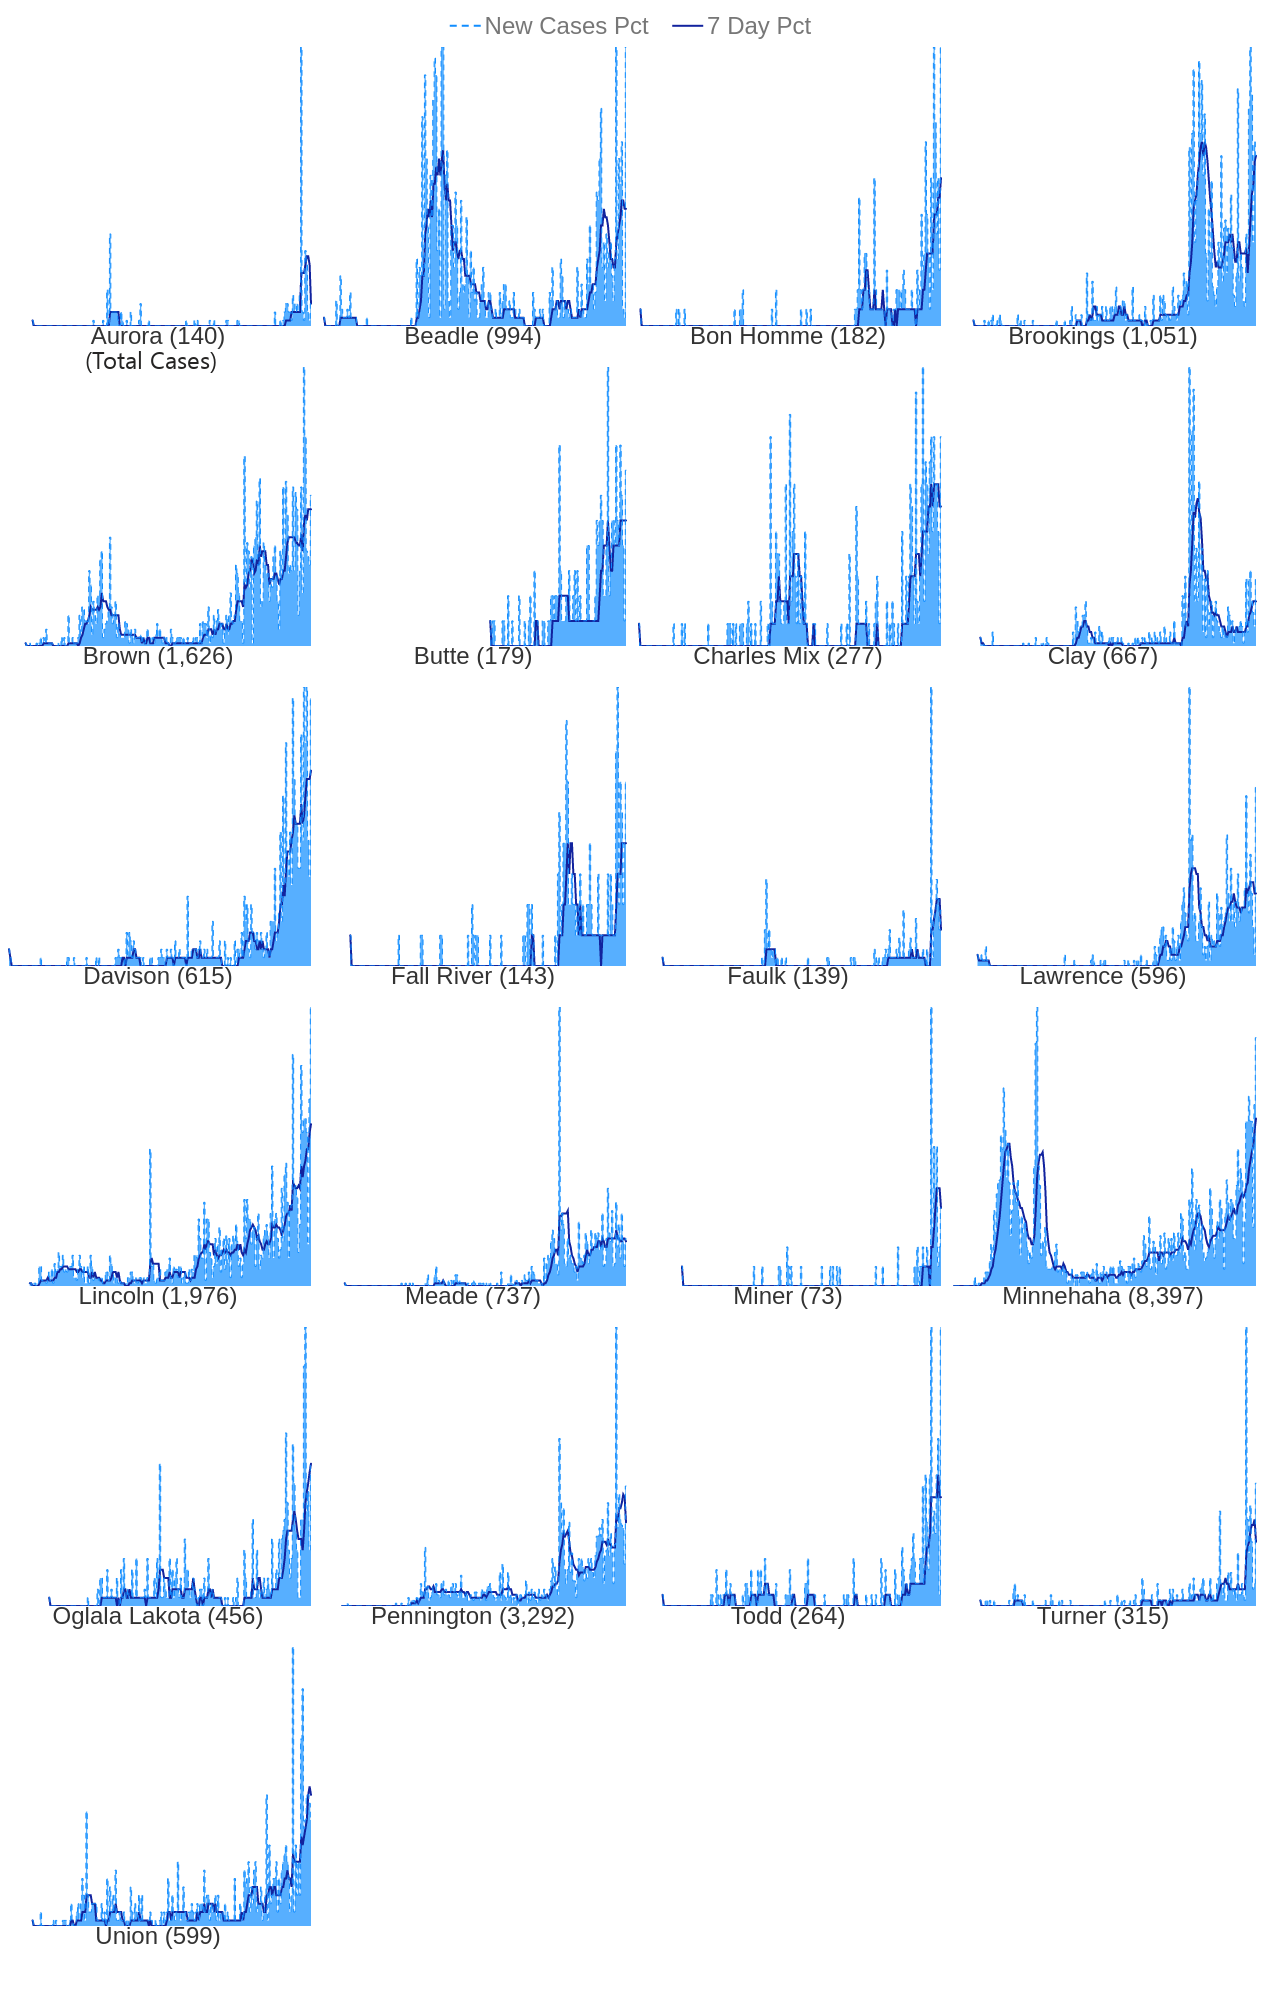 New Cases Pct 7 Day Pct
Aurora (140) Beadle (994) Bon Homme (182) Brookings (1,051)
(Total Cases)
Brown (1,626) Butte (179) Charles Mix (277) Clay (667)
Davison (615) Fall River (143) Faulk (139) Lawrence (596)
Lincoln (1,976) Meade (737) Miner (73) Minnehaha (8,397)
Oglala Lakota (456) Pennington (3,292) Todd (264) Turner (315)
Union (599)